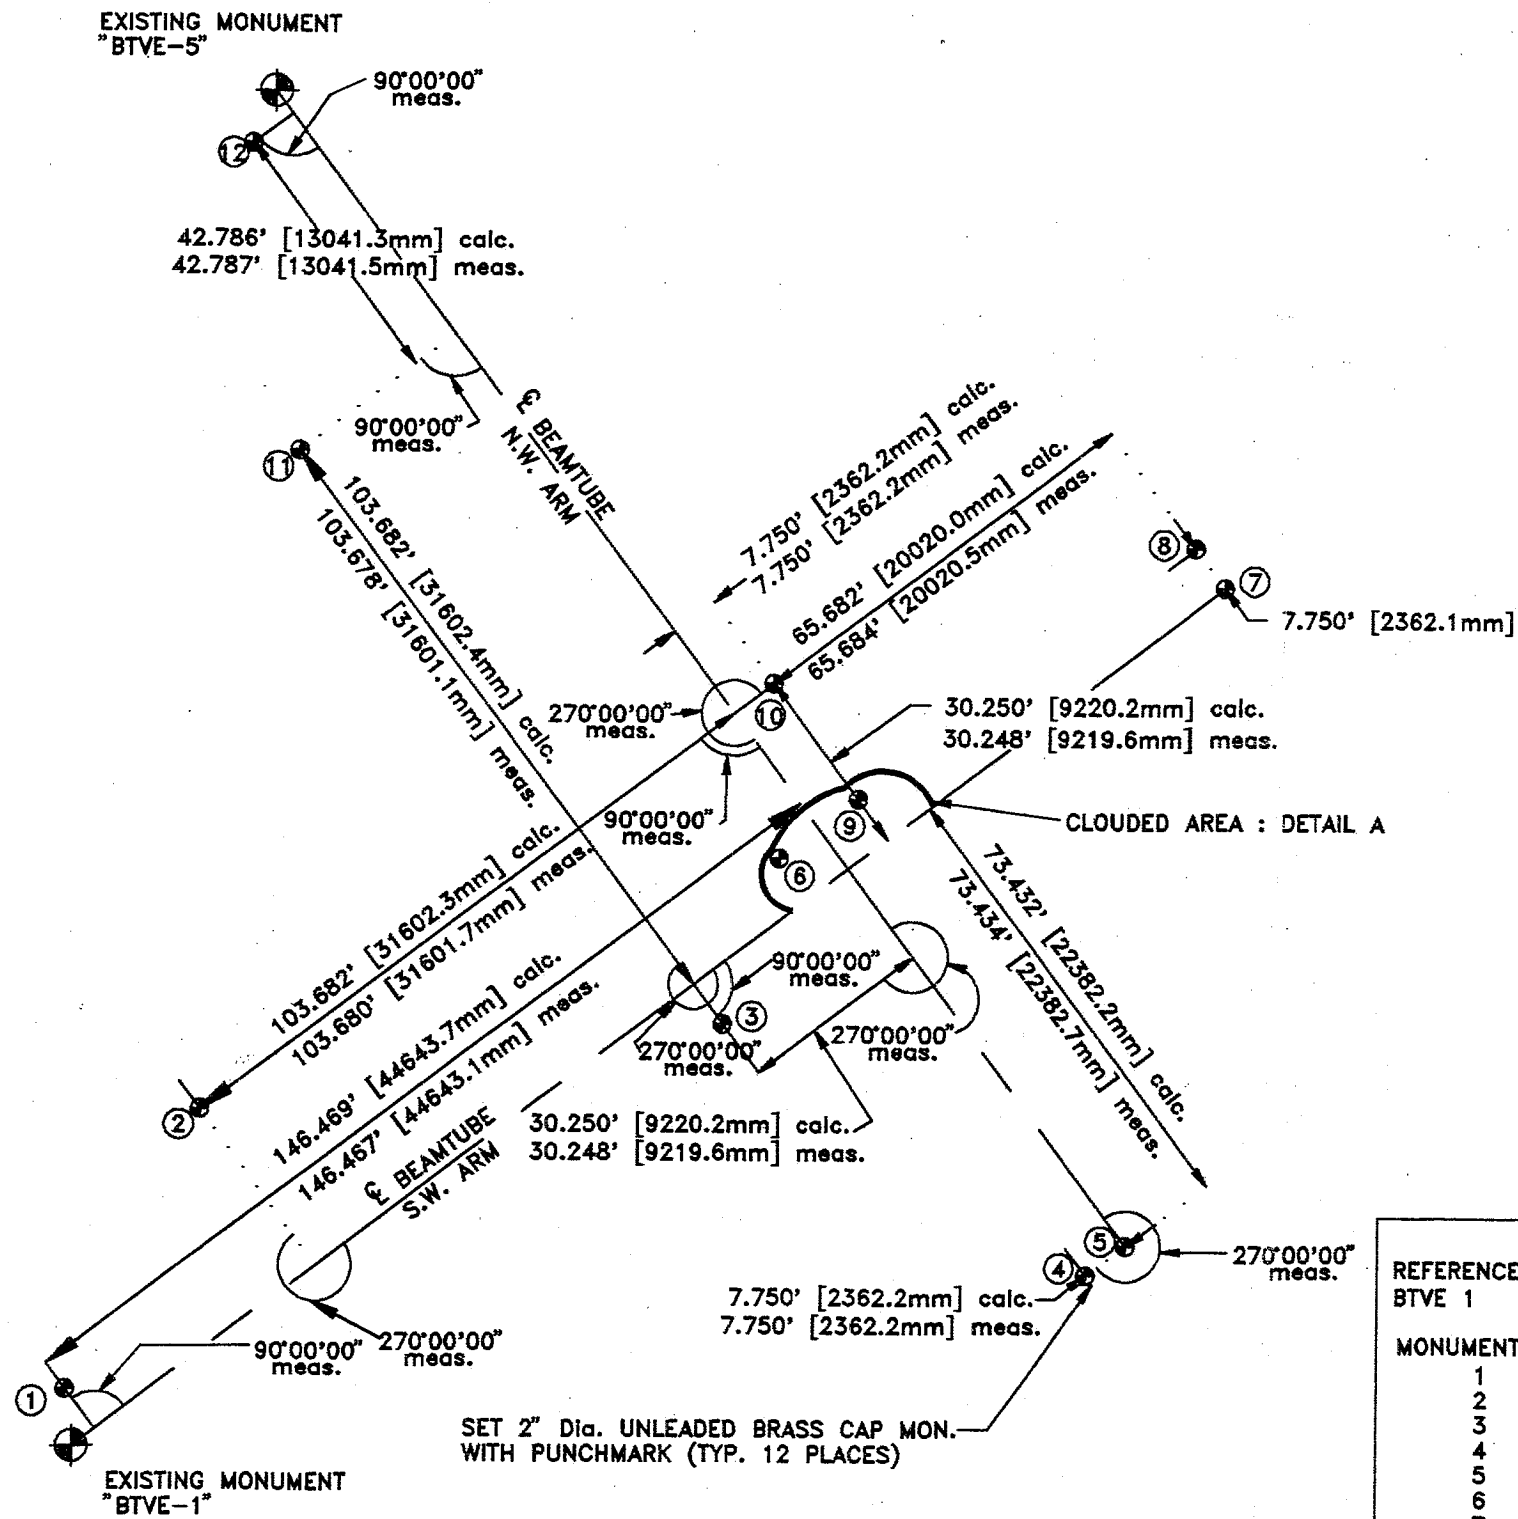 EXISTING MONUMENT
"BTVE-5"
90°00'00"
meas.
12
42.786' [13041.3mm] calc.
42.787' [13041.5mm] meas.
90°00'00"
meas.
11
℄ BEAMTUBE
N.W. ARM
103.682' [31602.4mm] calc.
103.678' [31601.1mm] meas.
7.750' [2362.2mm] calc.
7.750' [2362.2mm] meas.
65.682' [20020.0mm] calc.
65.684' [20020.5mm] meas.
8
7
7.750' [2362.1mm]
270°00'00"
meas.
10
30.250' [9220.2mm] calc.
30.248' [9219.6mm] meas.
90°00'00"
meas.
9
CLOUDED AREA : DETAIL A
6
103.682' [31602.3mm] calc.
103.680' [31601.7mm] meas.
73.432' [22382.2mm] calc.
73.434' [22382.7mm] meas.
146.469' [44643.7mm] calc.
146.467' [44643.1mm] meas.
90°00'00"
meas.
3
270°00'00"
meas.
270°00'00"
meas.
2
30.250' [9220.2mm] calc.
30.248' [9219.6mm] meas.
℄ BEAMTUBE
S.W. ARM
5
4
270°00'00"
meas.
7.750' [2362.2mm] calc.
7.750' [2362.2mm] meas.
90°00'00"
meas.
270°00'00"
meas.
1
SET 2" Dia. UNLEADED BRASS CAP MON.
WITH PUNCHMARK (TYP. 12 PLACES)
EXISTING MONUMENT
"BTVE-1"
REFERENCE
BTVE 1
MONUMENT
1
2
3
4
5
6